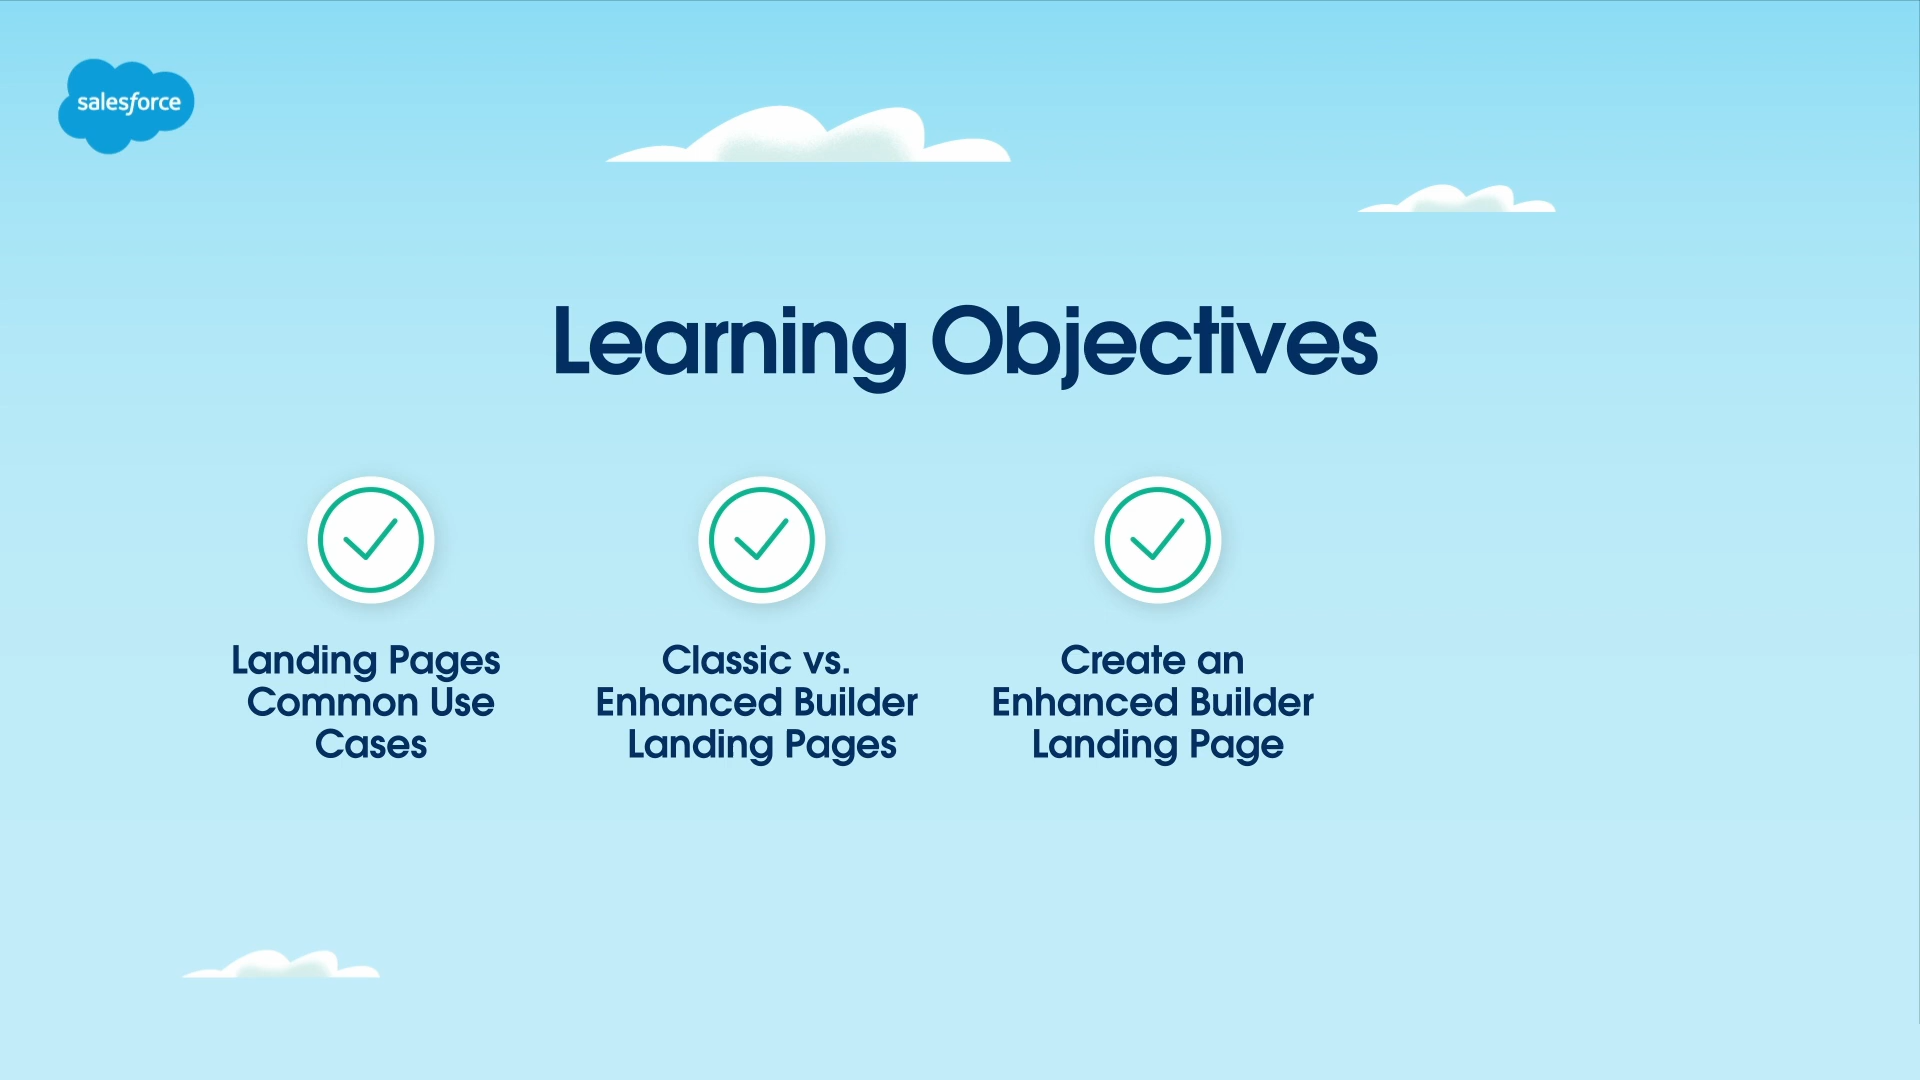 salesforce
Learning Objectives
Landing Pages
Common Use
Cases
Classic vs.
Enhanced Builder
Landing Pages
Create an
Enhanced Builder
Landing Page